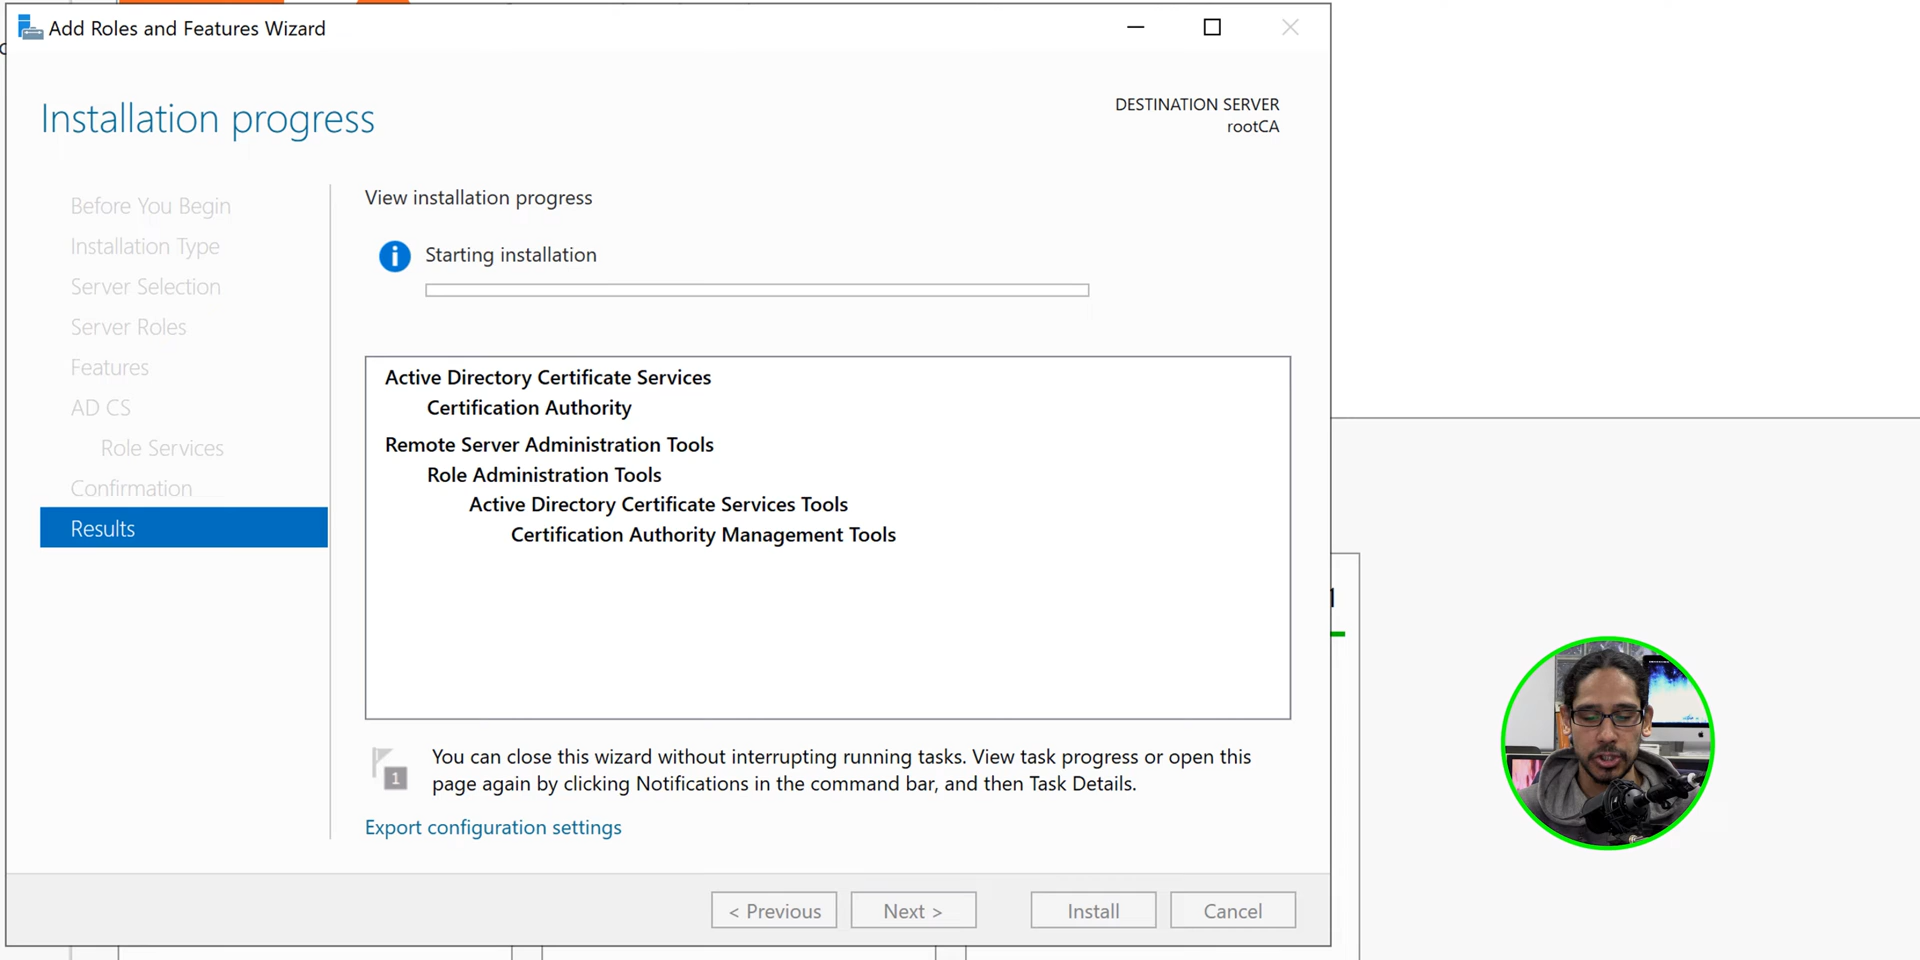 Add Roles and Features Wizard
Installation progress
DESTINATION SERVER
rootCA
Before You Begin
Installation Type
Server Selection
Server Roles
Features
AD CS
Role Services
Confirmation
Results
View installation progress
Starting installation
Active Directory Certificate Services
Certification Authority
Remote Server Administration Tools
Role Administration Tools
Active Directory Certificate Services Tools
Certification Authority Management Tools
1
You can close this wizard without interrupting running tasks. View task progress or open this
page again by clicking Notifications in the command bar, and then Task Details.
Export configuration settings
< Previous
Next >
Install
Cancel